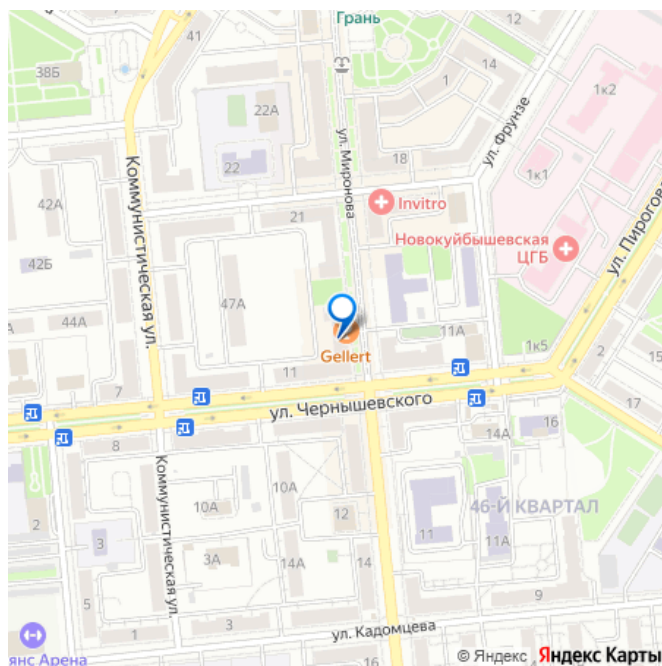 Грань
41
14
38Б
1
1к2
22А
ул. Миронова
ул. Фрунзе
18
22
1к1
Коммунистическая ул.
Invitro
42А
21
Новокуйбышевская
ЦГБ
ул. Пирогова
42Б
47А
44А
11А
Gellert
1к5
2
11
7
ул. Чернышевского
17
8
14А
16
15
Коммунистическая ул.
10А
10А
46-Й КВАРТАЛ
2
12
11
3
11А
3А
14А
5
1
3
9
ул. Кадомцева
янс Арена
© Яндекс Яндекс Карты